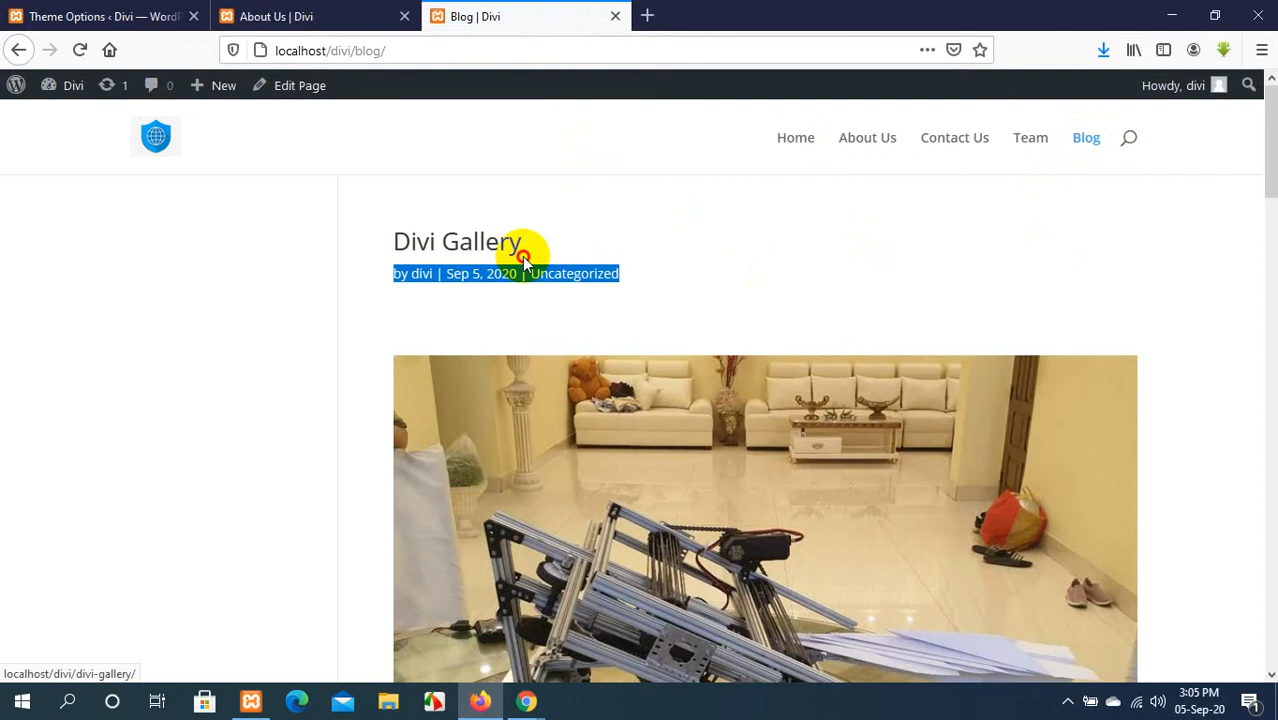 Theme Options ‹ Divi — WordP
About Us | Divi
Blog | Divi
localhost/divi/blog/
Divi
1
0
New
Edit Page
Howdy, divi
Home
About Us
Contact Us
Team
Blog
Divi Gallery
by divi | Sep 5, 2020 | Uncategorized
localhost/divi/divi-gallery/
3:05 PM
05-Sep-20
1